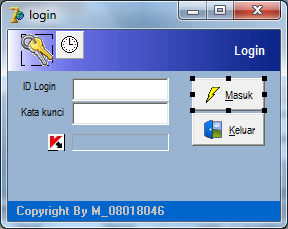 login
Login
ID Login
Masuk
Kata kunci
Keluar
Copyright By M_08018046